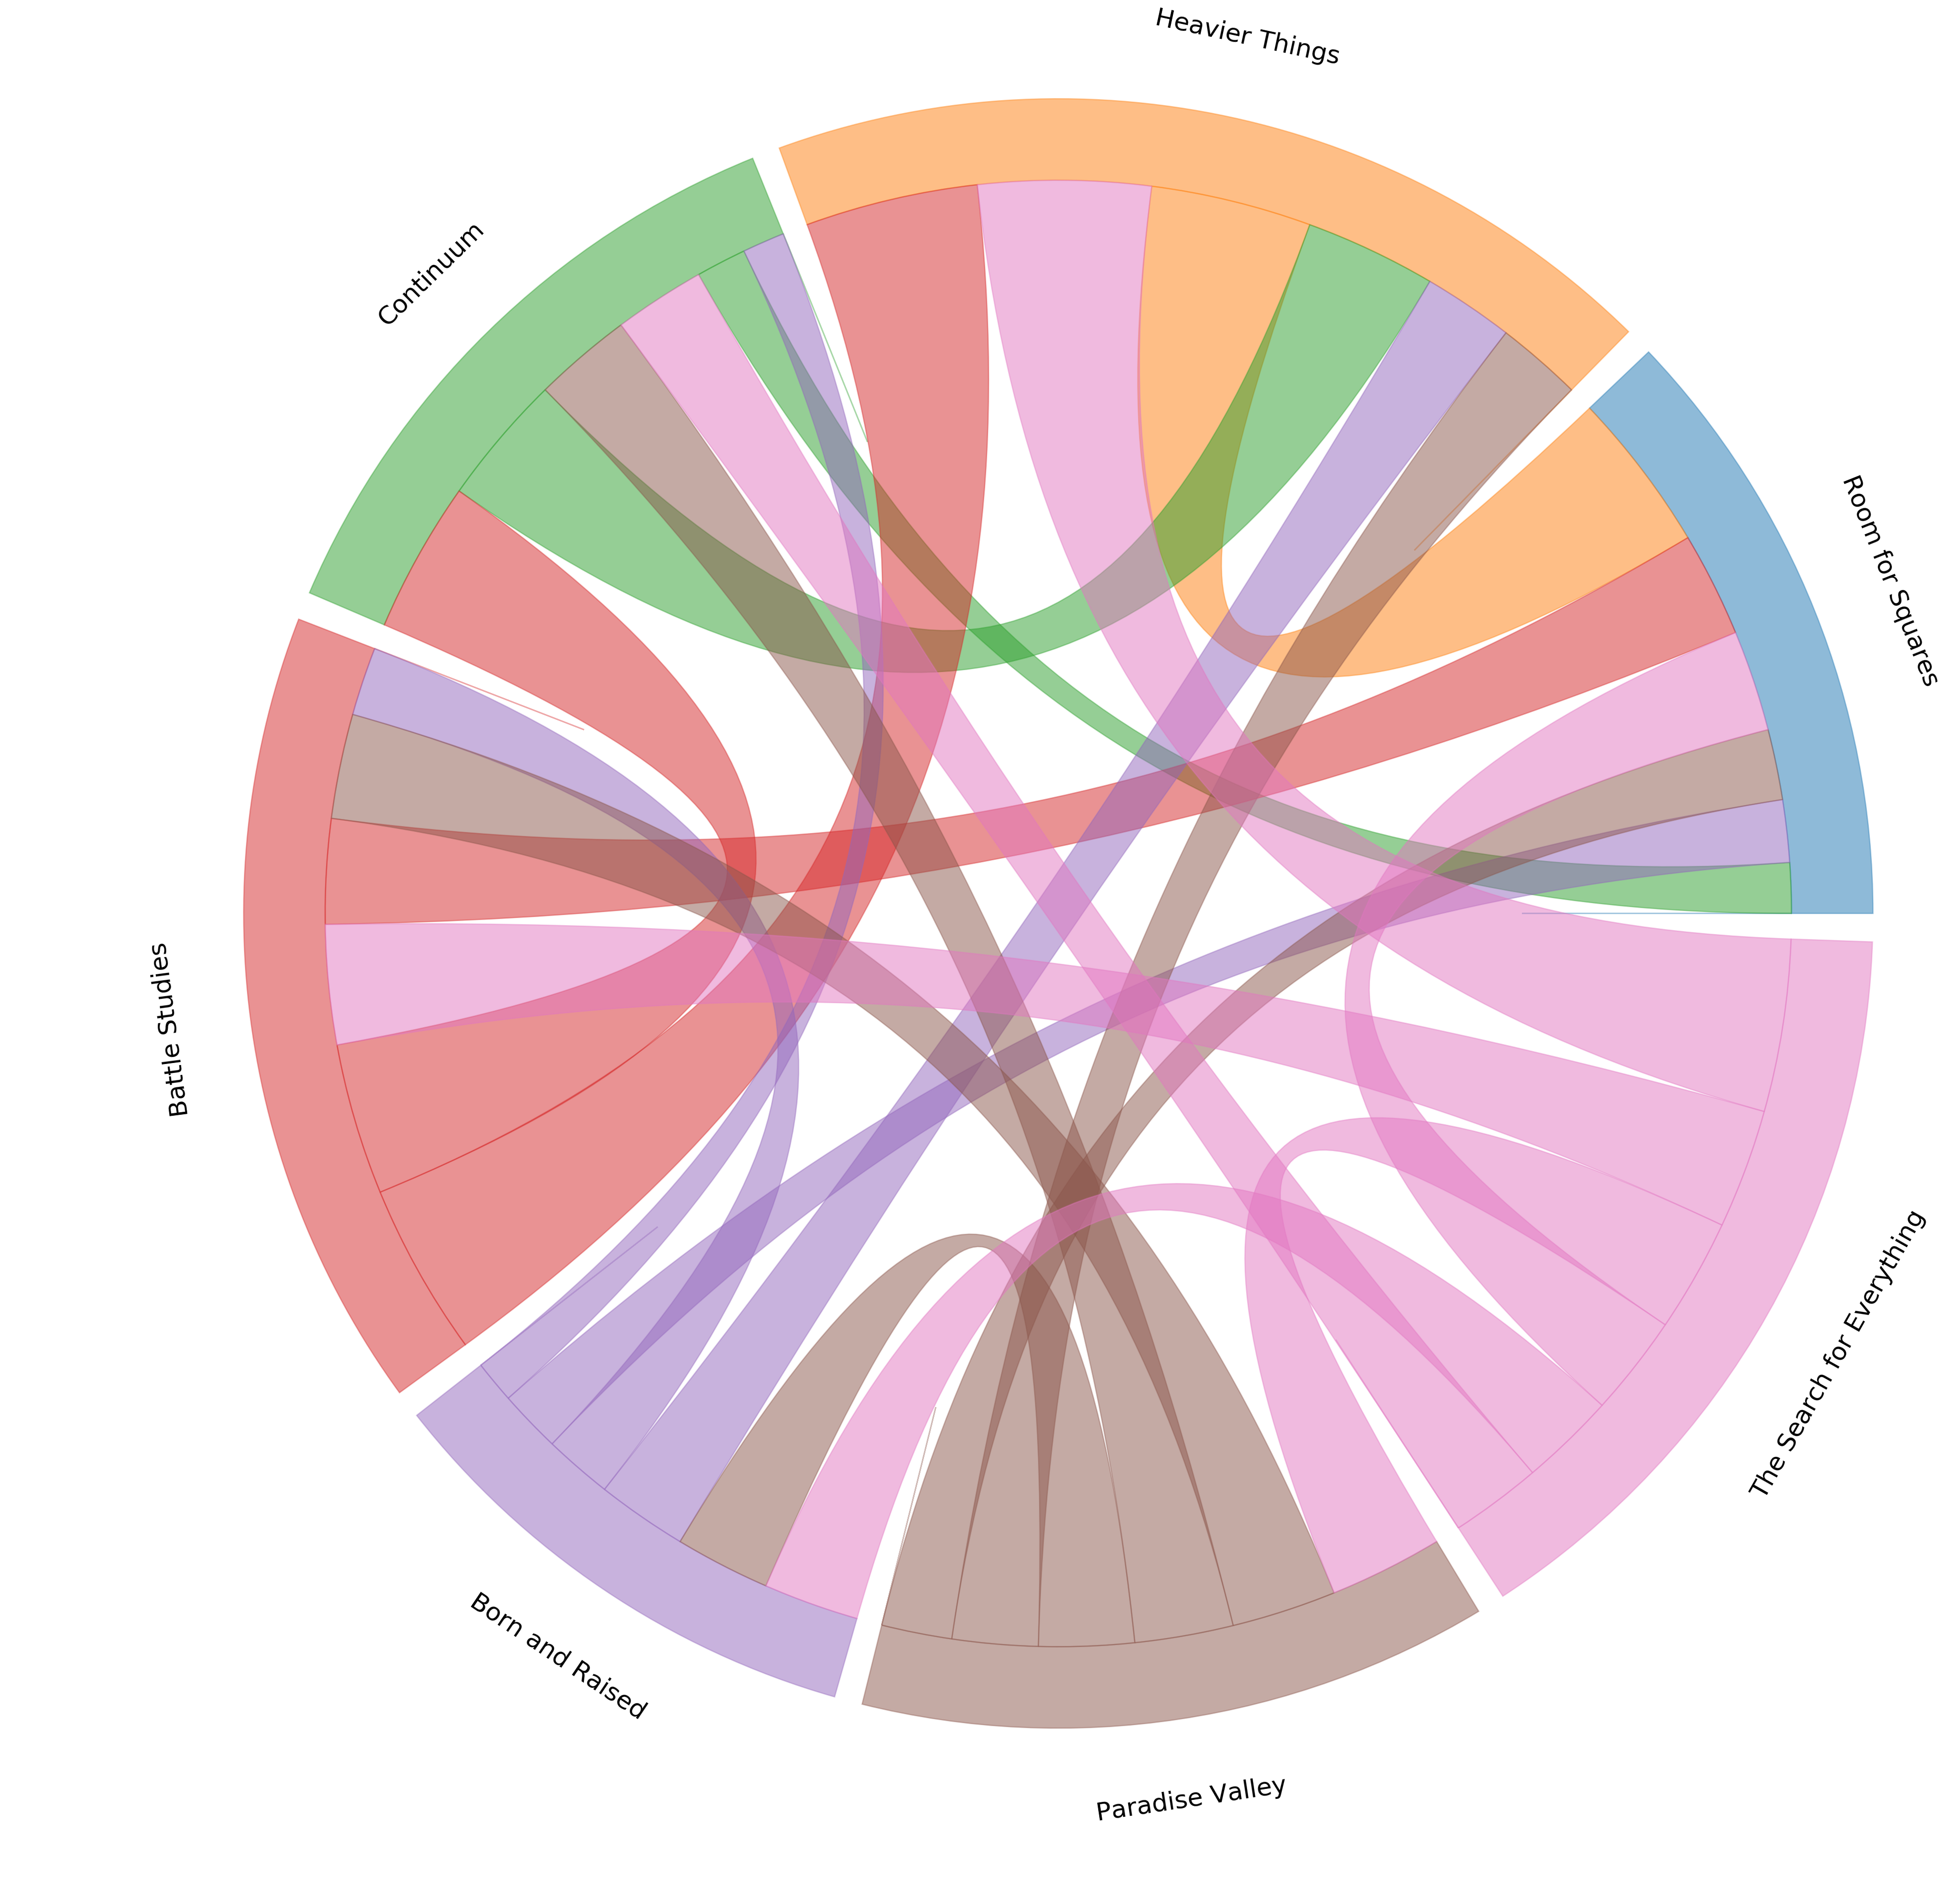 Heavier Things
Continuum
Room for Squares
Battle Studies
The Search for Everything
Born and Raised
Paradise Valley